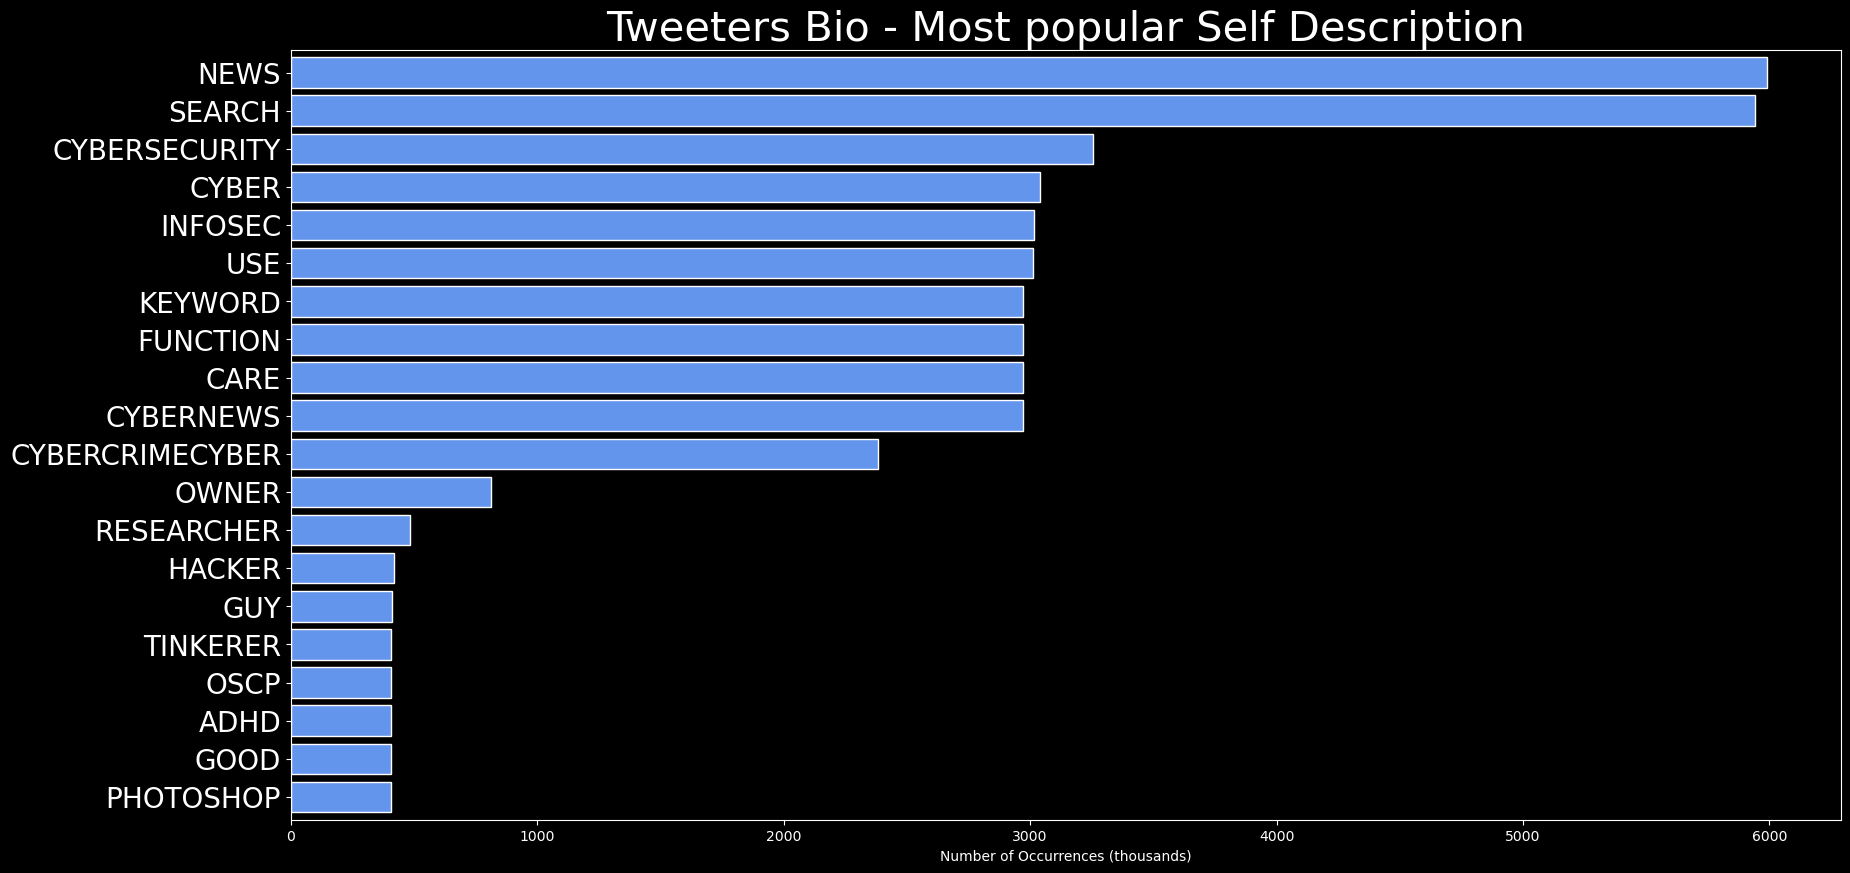 Tweeters Bio - Most popular Self Description
NEWS
SEARCH
CYBERSECURITY
CYBER
INFOSEC
USE
KEYWORD
FUNCTION
CARE
CYBERNEWS
CYBERCRIMECYBER
OWNER
RESEARCHER
HACKER
GUY
TINKERER
OSCP
ADHD
GOOD
PHOTOSHOP
0 1000 2000 3000 4000 5000 6000
Number of Occurrences (thousands)